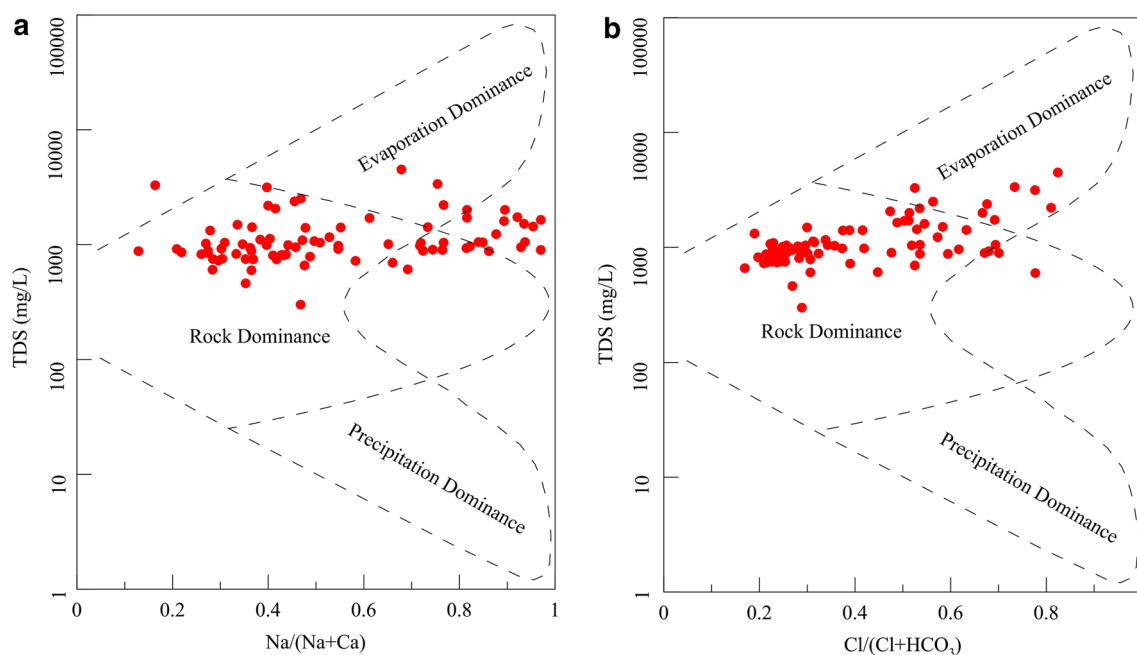 a
100000
10000
1000
100
10
1
TDS (mg/L)
Evaporation Dominance
Rock Dominance
Precipitation Dominance
0
0.2
0.4
0.6
0.8
1
Na/(Na+Ca)
b
100000
10000
1000
100
10
1
TDS (mg/L)
Evaporation Dominance
Rock Dominance
Precipitation Dominance
0
0.2
0.4
0.6
0.8
Cl/(Cl+HCO₃)